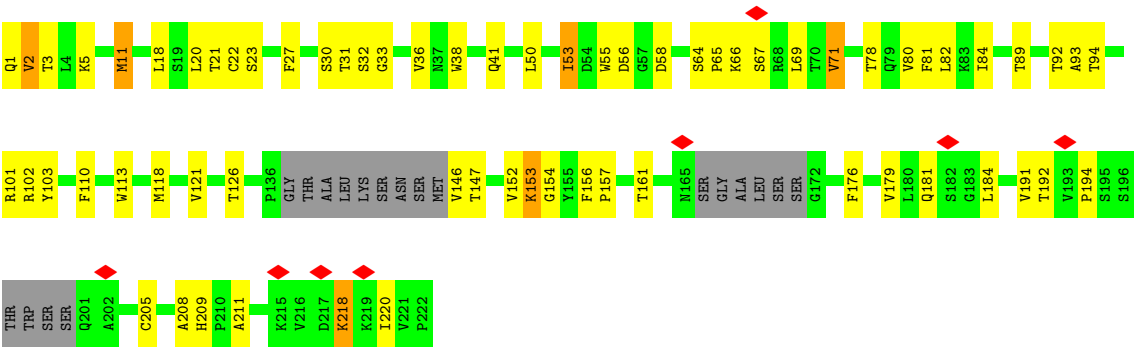 Q1 V2 T3 L4 K5 M11 L18 S19 L20 T21 C22 S23 F27 S30 T31 S32 G33 V36 N37 W38 Q41 L50 I53 D54 W55 D56 G57 D58 S64 P65 K66 S67 R68 L69 T70 V71 T78 Q79 V80 F81 L82 K83 I84 T89 T92 A93 T94
R101 R102 Y103 F110 W113 M118 V121 T126 P136 GLY THR ALA LEU LYS SER ASN SER MET V146 T147 V152 K153 G154 Y155 F156 P157 T161 N165 SER GLY ALA LEU SER SER G172 F176 V179 L180 Q181 S182 G183 L184 V191 T192 V193 P194 S195 S196
THR TRP SER SER Q201 A202 C205 A208 H209 P210 A211 K215 V216 D217 K218 K219 I220 V221 P222